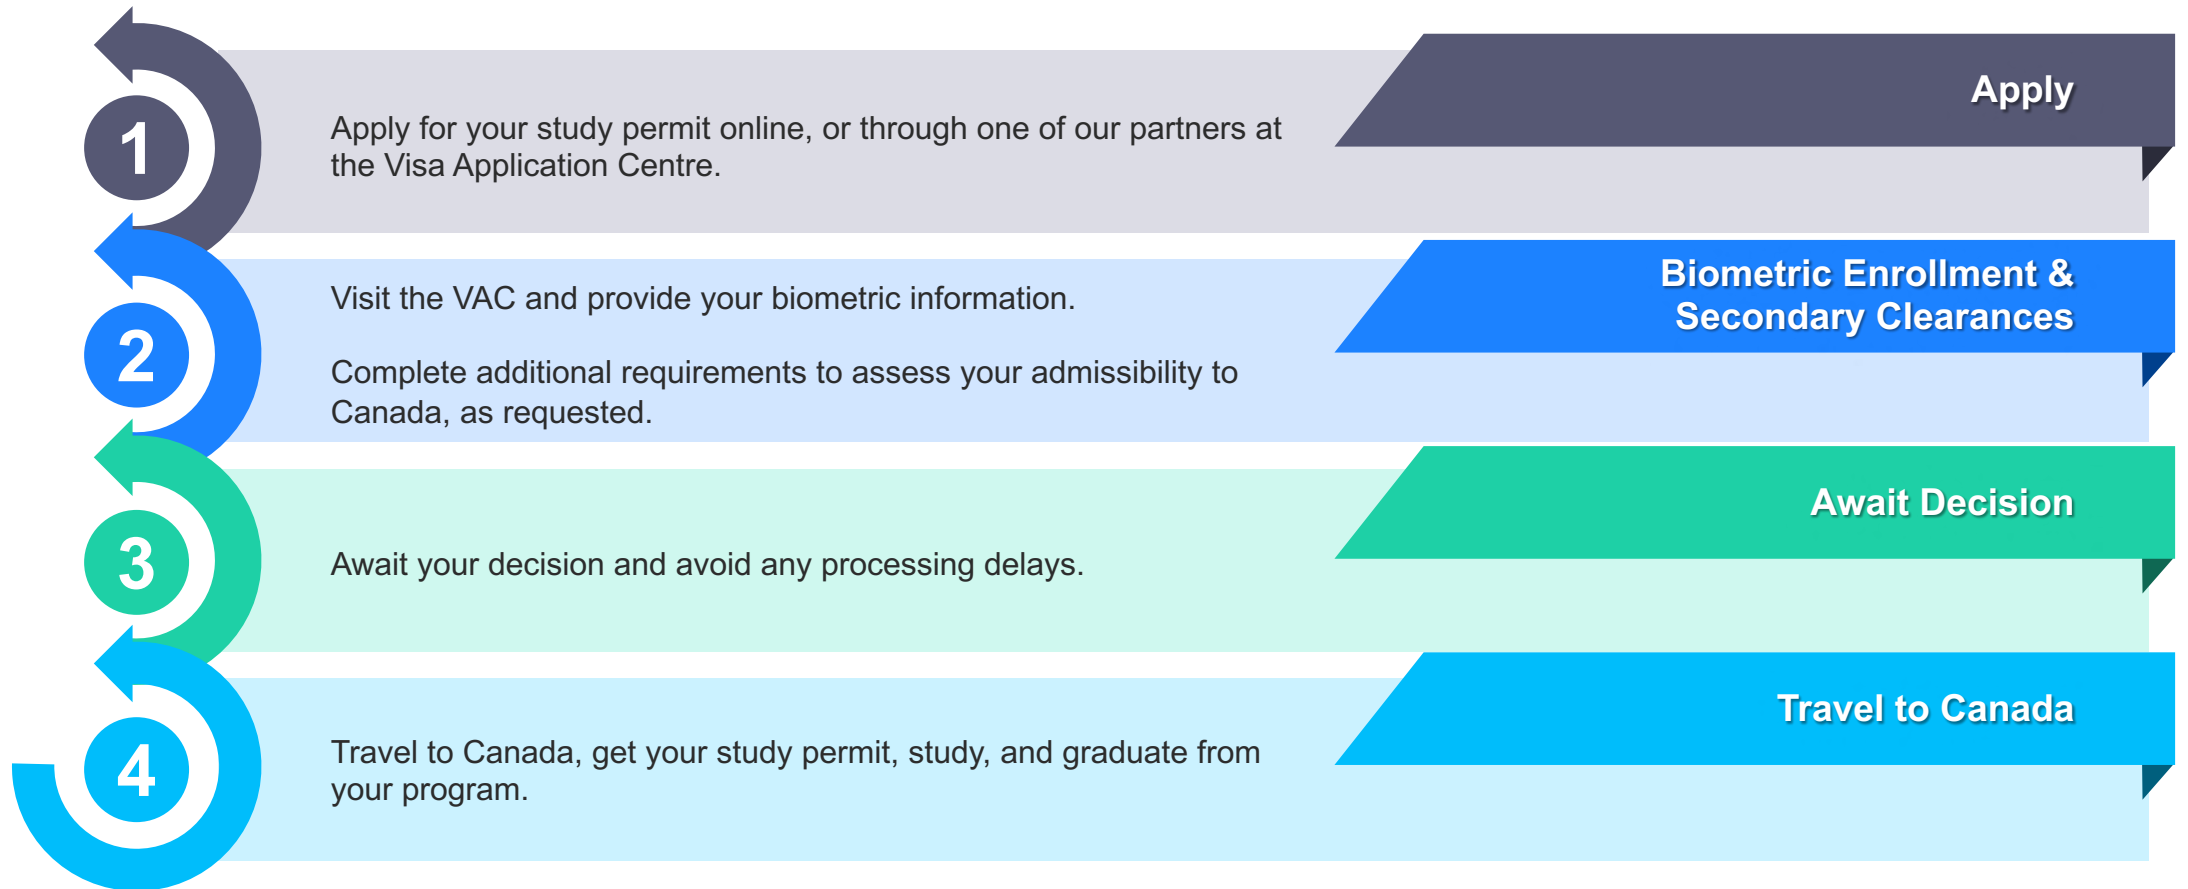 1
Apply for your study permit online, or through one of our partners at
the Visa Application Centre.
Apply
2
Visit the VAC and provide your biometric information.
Complete additional requirements to assess your admissibility to
Canada, as requested.
Biometric Enrollment &
Secondary Clearances
3
Await your decision and avoid any processing delays.
Await Decision
4
Travel to Canada, get your study permit, study, and graduate from
your program.
Travel to Canada